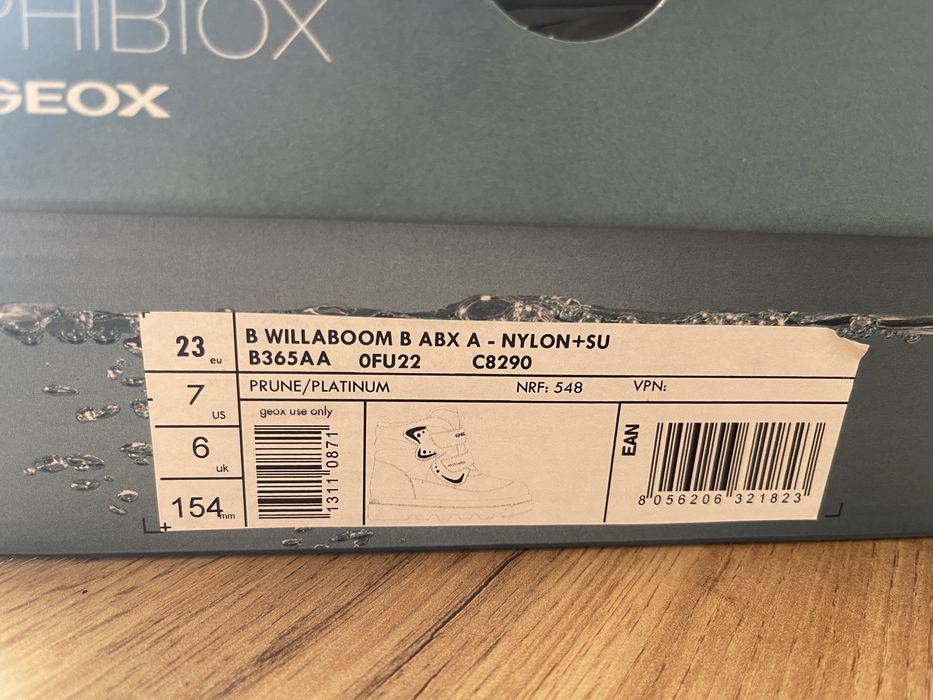 PHIBIOX
GEOX
23 eu
B WILLABOOM B ABX A - NYLON+SU
B365AA 0FU22 C8290
7 US
PRUNE/PLATINUM NRF: 548 VPN:
geox use only
6 uk
154 mm
1311 0871
EAN
8 056206 321823